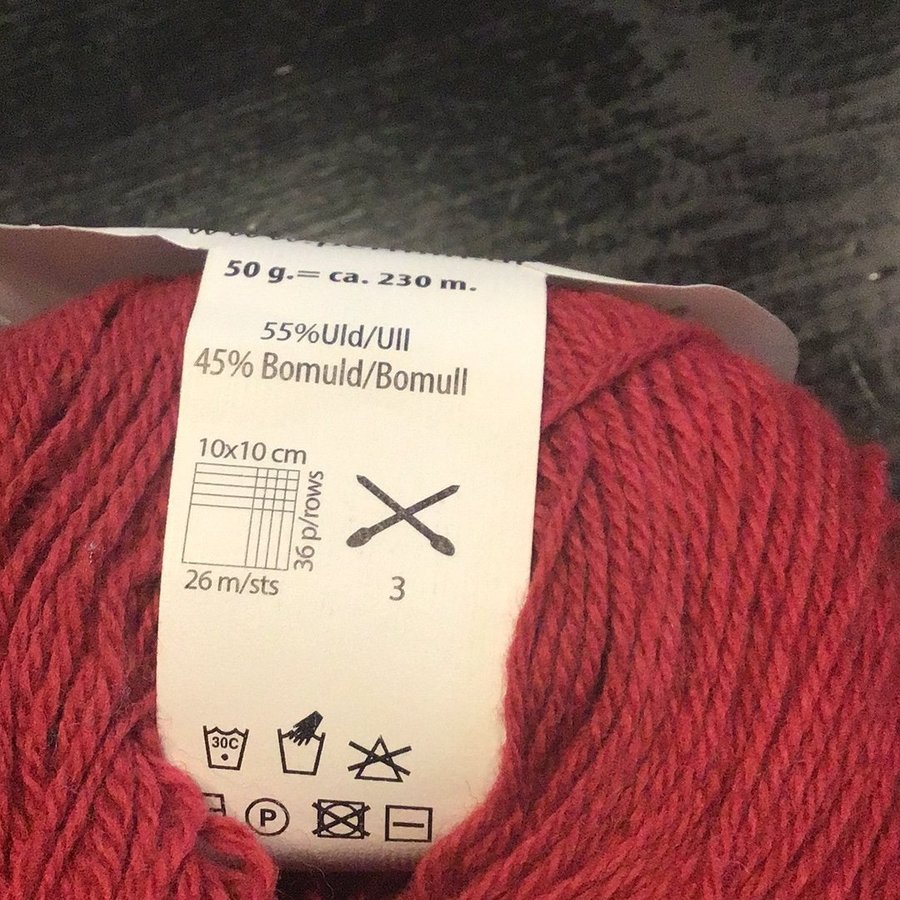 50 g.= ca. 230 m.
55%Uld/Ull
45% Bomuld/Bomull
10x10 cm
36 p/rows
26 m/sts
3
30C
P